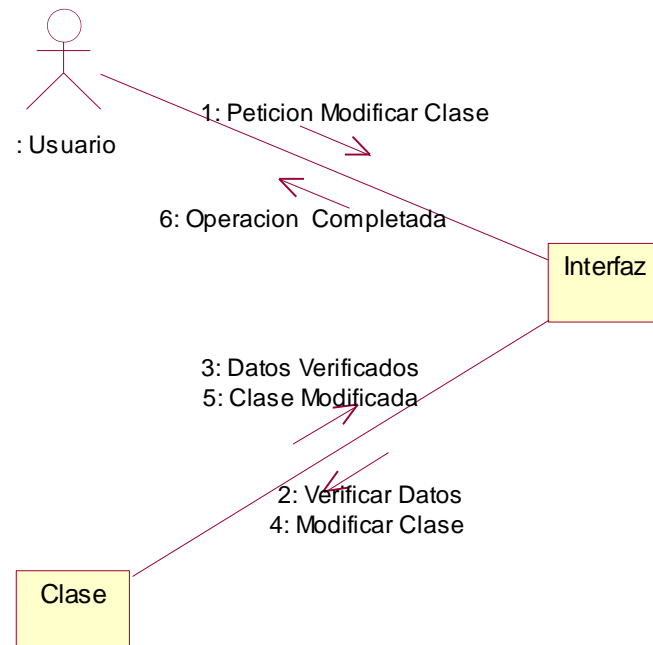 1: Peticion Modificar Clase
: Usuario
6: Operacion Completada
Interfaz
3: Datos Verificados
5: Clase Modificada
2: Verificar Datos
4: Modificar Clase
Clase